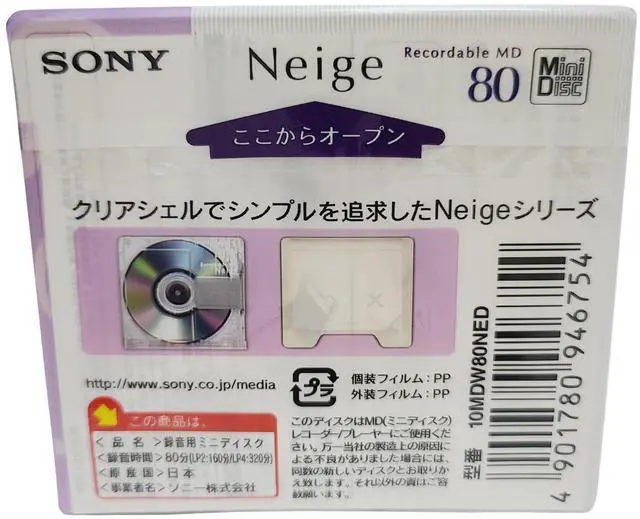 SONY
Neige
Recordable MD
80
Mini
Disc
ここからオープン
クリアシェルでシンプルを追求したNeigeシリーズ
http://www.sony.co.jp/media
プラ
個装フィルム:PP
外装フィルム:PP
この商品は、
<品 名>録音用ミニディスク
<録音時間>80分(LP2:160分/LP4:320分)
<原産国>日本
<事業者名>ソニー株式会社
このディスクはMD(ミニディスク)
レコーダー/プレーヤーにご使用くだ
さい。万一当社の製造上の原因に
よる不良がありました場合には、
同数の新しいディスクとお取りか
え致します。それ以外の責はご容
赦願います。
型番 10MDW80NED
4 901780 946754